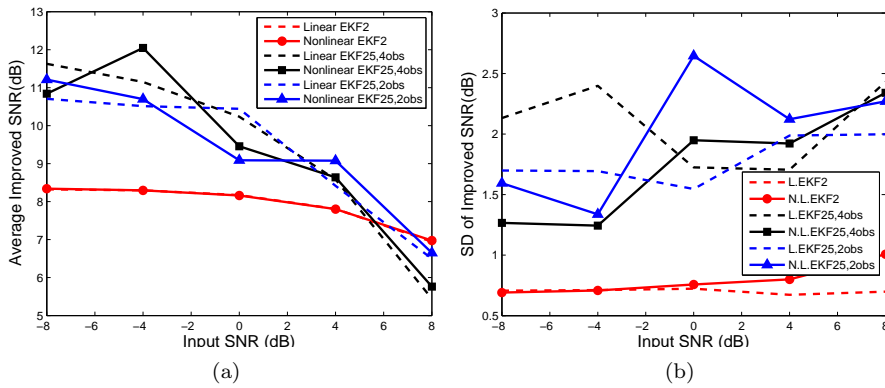 13
12
11
10
9
8
7
6
5
−8
−6
−4
−2
0
2
4
6
8
Average Improved SNR(dB)
Input SNR (dB)
Linear EKF2
Nonlinear EKF2
Linear EKF25,4obs
Nonlinear EKF25,4obs
Linear EKF25,2obs
Nonlinear EKF25,2obs
(a)
3
2.5
2
1.5
1
0.5
−8
−6
−4
−2
0
2
4
6
8
SD of Improved SNR(dB)
Input SNR (dB)
L.EKF2
N.L.EKF2
L.EKF25,4obs
N.L.EKF25,4obs
L.EKF25,2obs
N.L.EKF25,2obs
(b)